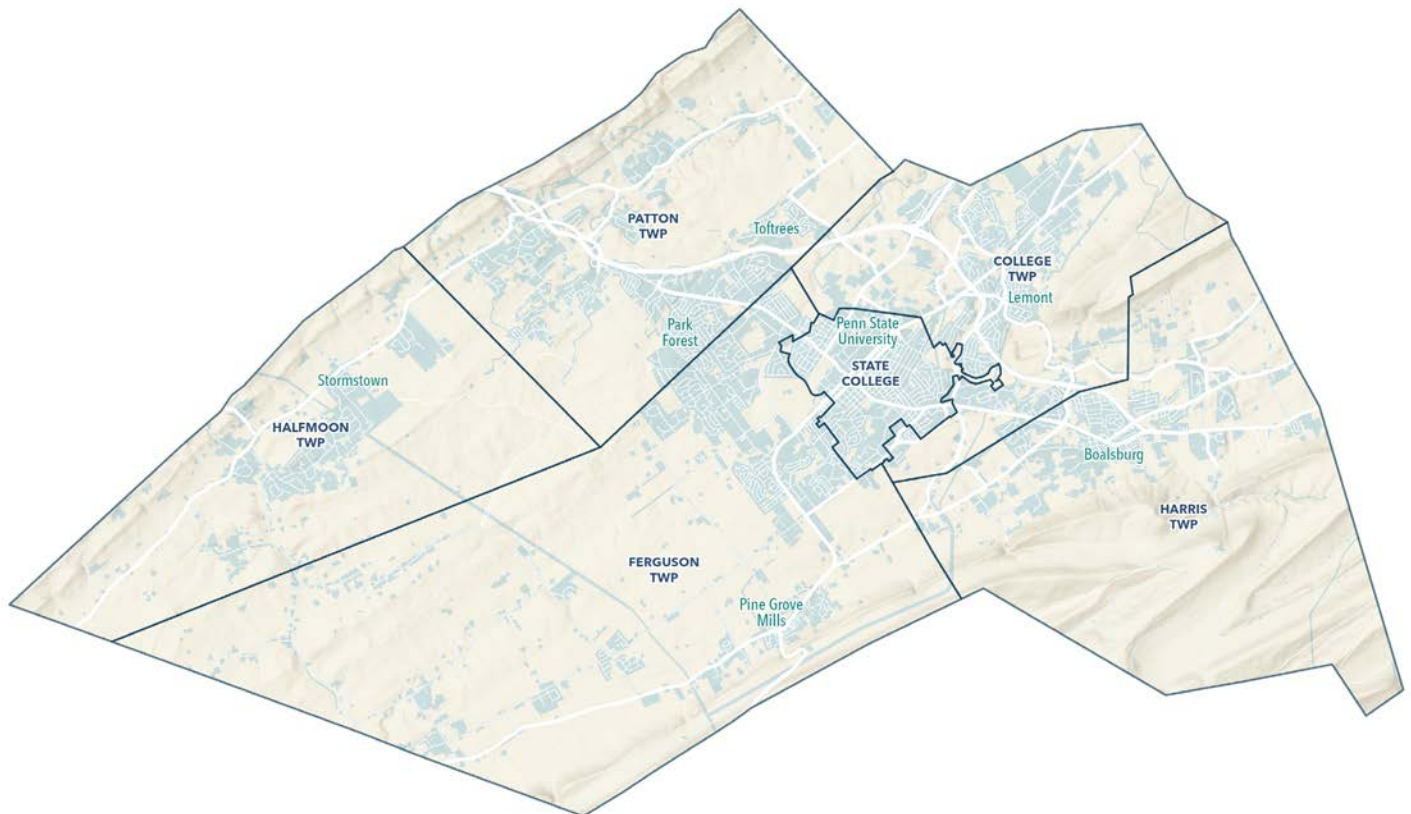 PATTON
TWP
Toftrees
COLLEGE
TWP
Lemont
Park
Forest
Penn State
University
STATE
COLLEGE
Stormstown
HALFMOON
TWP
Boalsburg
HARRIS
TWP
FERGUSON
TWP
Pine Grove
Mills